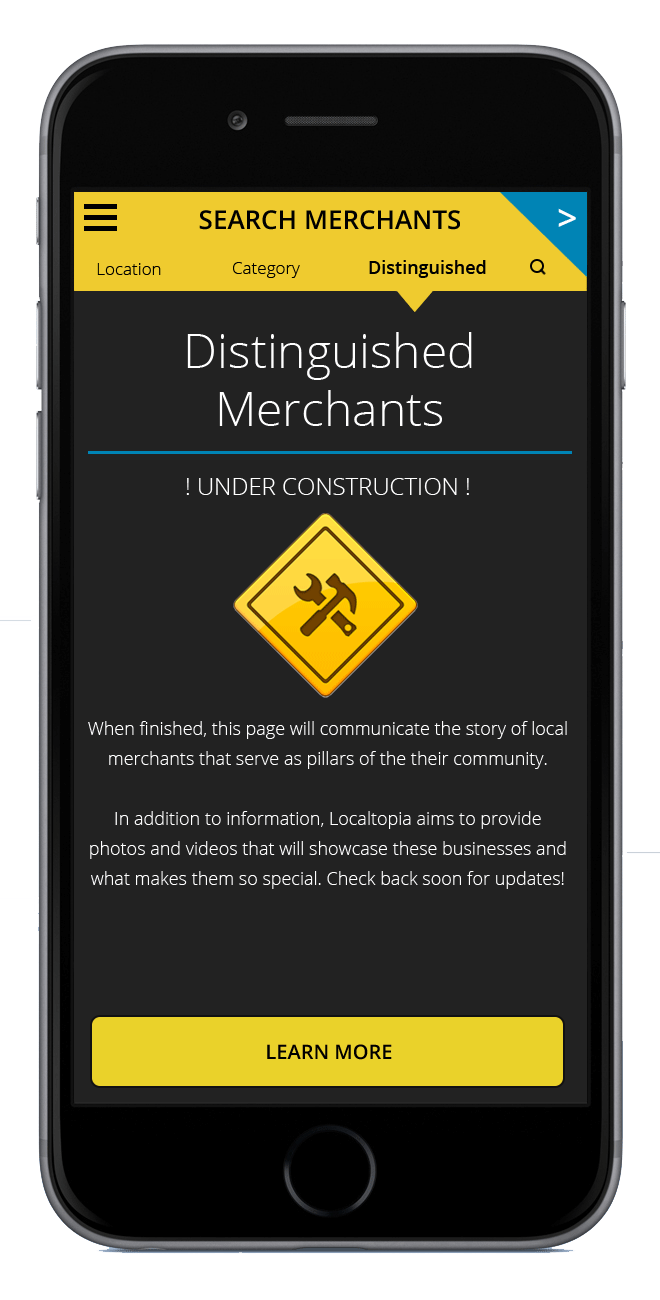 SEARCH MERCHANTS
>
Location Category Distinguished
Distinguished
Merchants
! UNDER CONSTRUCTION !
When finished, this page will communicate the story of local
merchants that serve as pillars of the their community.
In addition to information, Localtopia aims to provide
photos and videos that will showcase these businesses and
what makes them so special. Check back soon for updates!
LEARN MORE